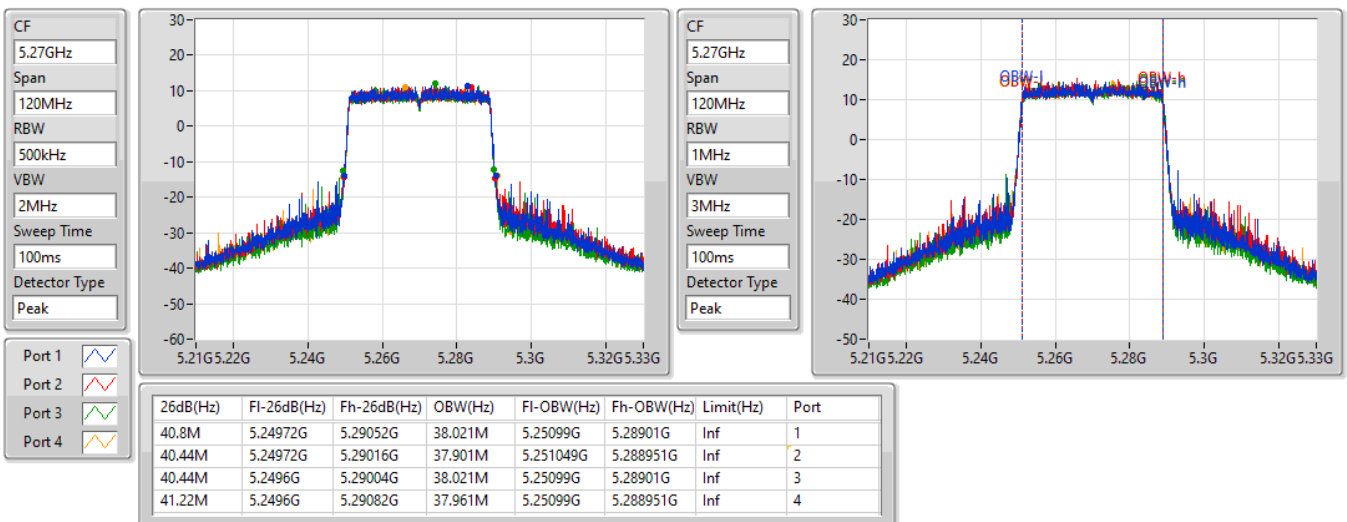 CF
5.27GHz
Span
120MHz
RBW
500kHz
VBW
2MHz
Sweep Time
100ms
Detector Type
Peak
30
20
10
0
-10
-20
-30
-40
-50
-60
5.21G 5.22G 5.24G 5.26G 5.28G 5.3G 5.32G 5.33G
CF
5.27GHz
Span
120MHz
RBW
1MHz
VBW
3MHz
Sweep Time
100ms
Detector Type
Peak
30
20
10
0
-10
-20
-30
-40
-50
OBW-l OBW-h
5.21G 5.22G 5.24G 5.26G 5.28G 5.3G 5.32G 5.33G
Port 1
Port 2
Port 3
Port 4
26dB(Hz) Fl-26dB(Hz) Fh-26dB(Hz) OBW(Hz) Fl-OBW(Hz) Fh-OBW(Hz) Limit(Hz) Port
40.8M 5.24972G 5.29052G 38.021M 5.25099G 5.28901G Inf 1
40.44M 5.24972G 5.29016G 37.901M 5.251049G 5.288951G Inf 2
40.44M 5.2496G 5.29004G 38.021M 5.25099G 5.28901G Inf 3
41.22M 5.2496G 5.29082G 37.961M 5.25099G 5.288951G Inf 4